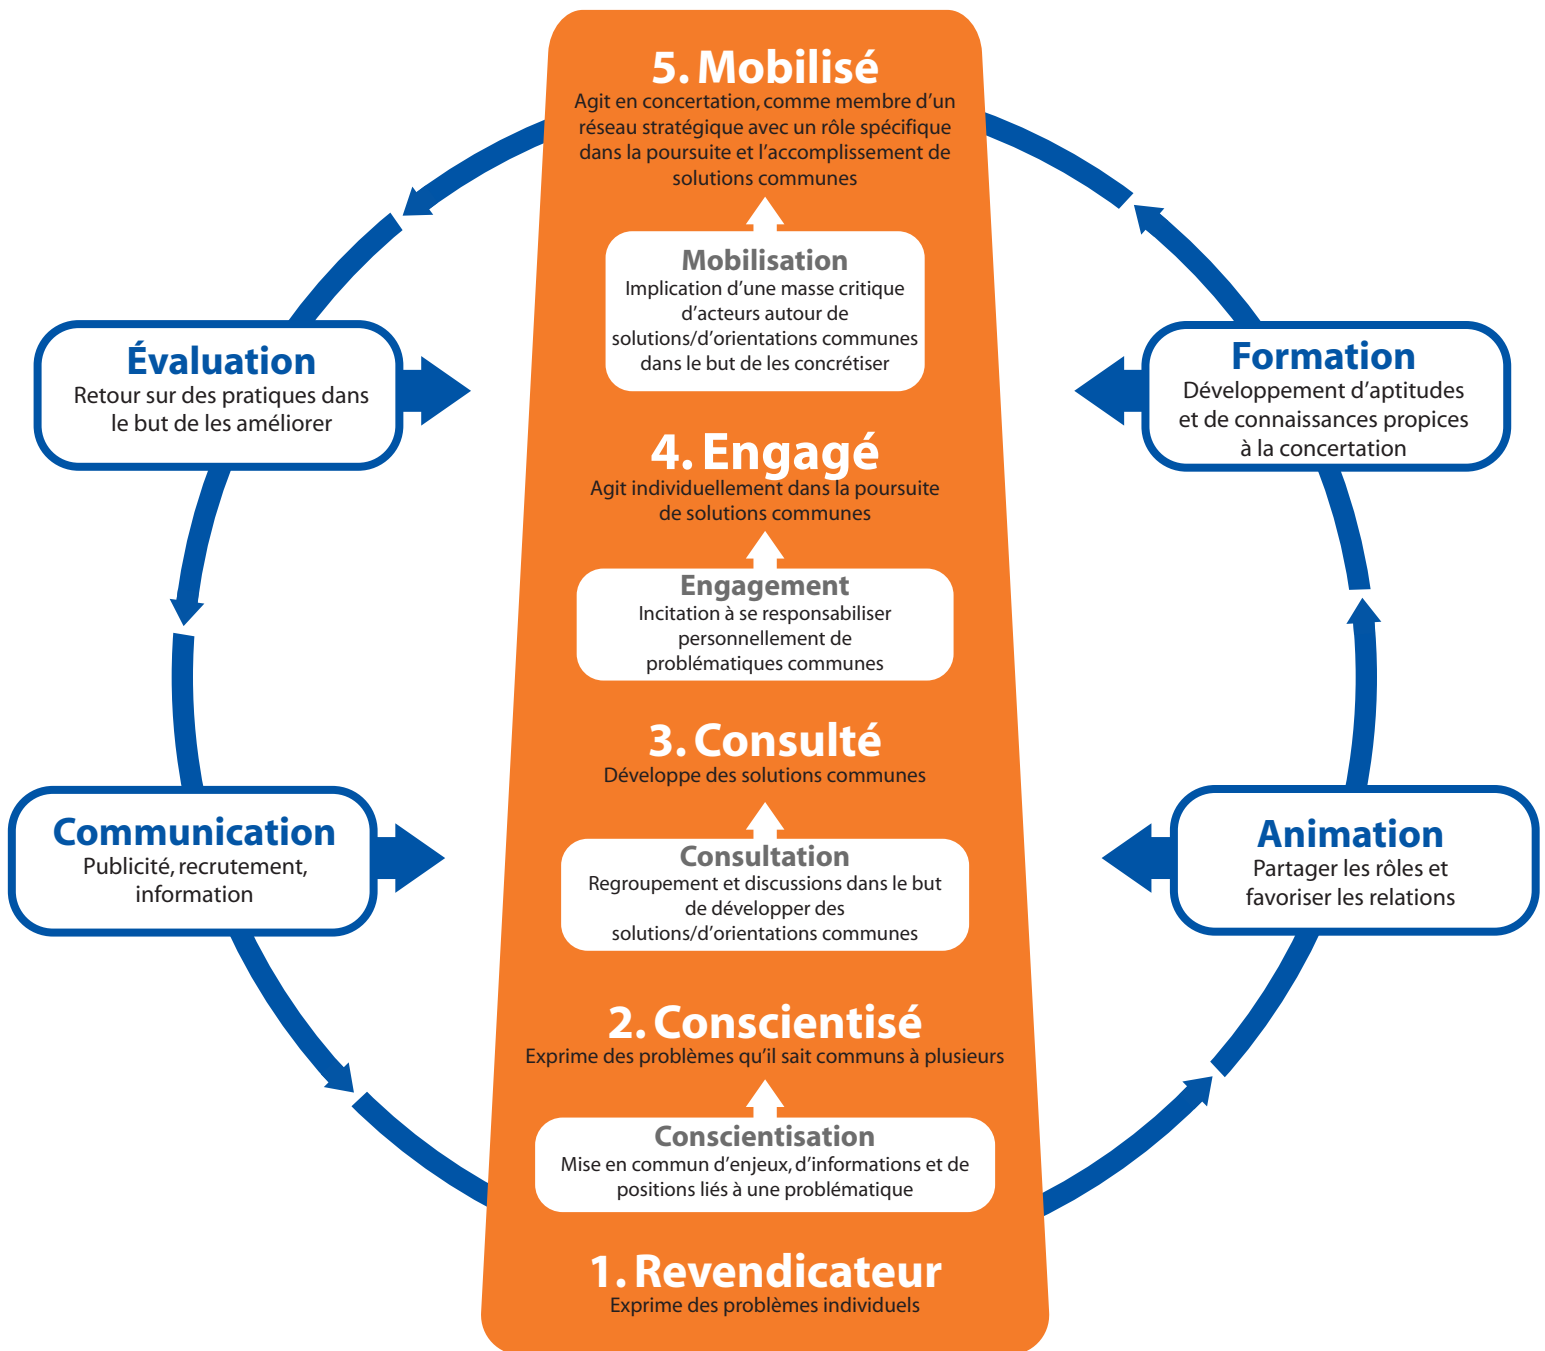 5. Mobilisé
Agit en concertation, comme membre d'un
réseau stratégique avec un rôle spécifique
dans la poursuite et l'accomplissement de
solutions communes
Mobilisation
Implication d'une masse critique
d'acteurs autour de
solutions/d'orientations communes
dans le but de les concrétiser
Évaluation
Retour sur des pratiques dans
le but de les améliorer
Formation
Développement d'aptitudes
et de connaissances propices
à la concertation
4. Engagé
Agit individuellement dans la poursuite
de solutions communes
Engagement
Incitation à se responsabiliser
personnellement de
problématiques communes
3. Consulté
Développe des solutions communes
Communication
Publicité, recrutement,
information
Consultation
Regroupement et discussions dans le but
de développer des
solutions/d'orientations communes
Animation
Partager les rôles et
favoriser les relations
2. Conscientisé
Exprime des problèmes qu'il sait communs à plusieurs
Conscientisation
Mise en commun d'enjeux, d'informations et de
positions liés à une problématique
1. Revendicateur
Exprime des problèmes individuels